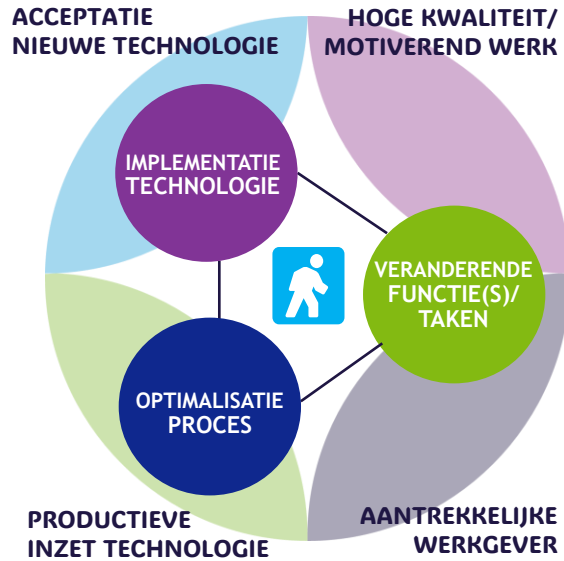 ACCEPTATIE
NIEUWE TECHNOLOGIE
HOGE KWALITEIT/
MOTIVEREND WERK
IMPLEMENTATIE
TECHNOLOGIE
VERANDERENDE
FUNCTIE(S)/
TAKEN
OPTIMALISATIE
PROCES
PRODUCTIEVE
INZET TECHNOLOGIE
AANTREKKELIJKE
WERKGEVER